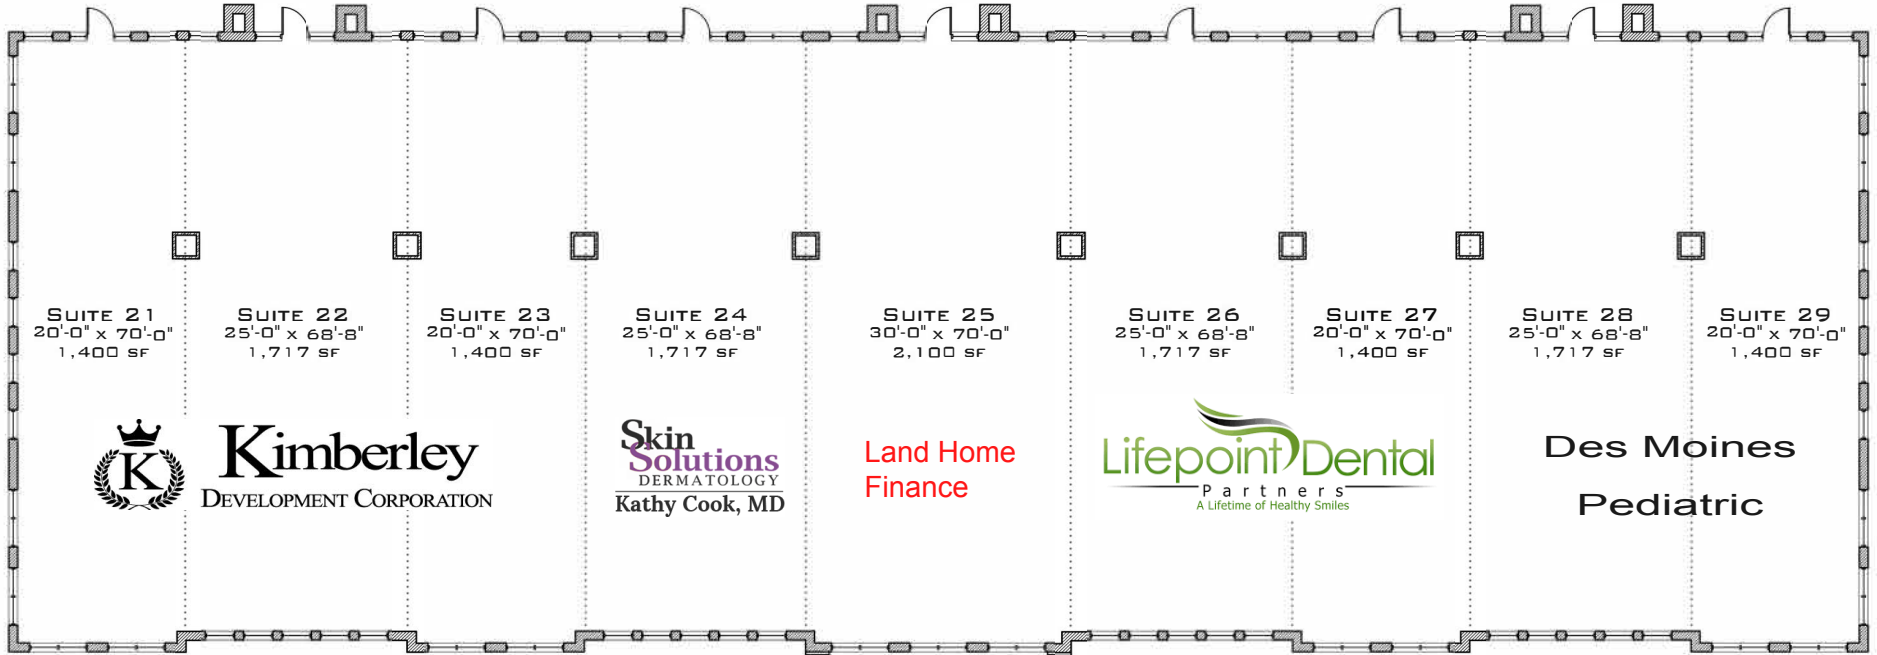 SUITE 21
20'-0" x 70'-0"
1,400 SF
SUITE 22
25'-0" x 68'-8"
1,717 SF
SUITE 23
20'-0" x 70'-0"
1,400 SF
SUITE 24
25'-0" x 68'-8"
1,717 SF
SUITE 25
30'-0" x 70'-0"
2,100 SF
SUITE 26
25'-0" x 68'-8"
1,717 SF
SUITE 27
20'-0" x 70'-0"
1,400 SF
SUITE 28
25'-0" x 68'-8"
1,717 SF
SUITE 29
20'-0" x 70'-0"
1,400 SF
K
Kimberley
DEVELOPMENT CORPORATION
Skin
Solutions
DERMATOLOGY
Kathy Cook, MD
Land Home
Finance
Lifepoint Dental
Partners
A Lifetime of Healthy Smiles
Des Moines
Pediatric